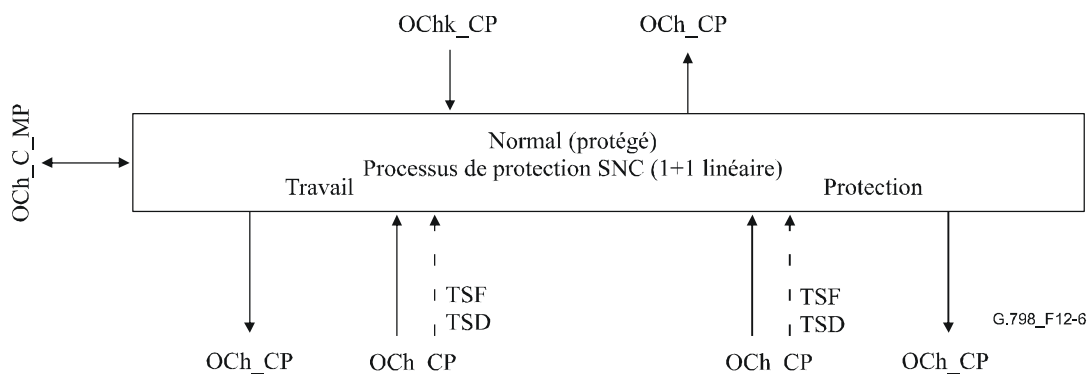 OChk_CP OCh_CP
OCh_C_MP
Normal (protégé)
Processus de protection SNC (1+1 linéaire)
Travail Protection
TSF TSF
TSD TSD
G.798_F12-6
OCh_CP OCh_CP OCh_CP OCh_CP